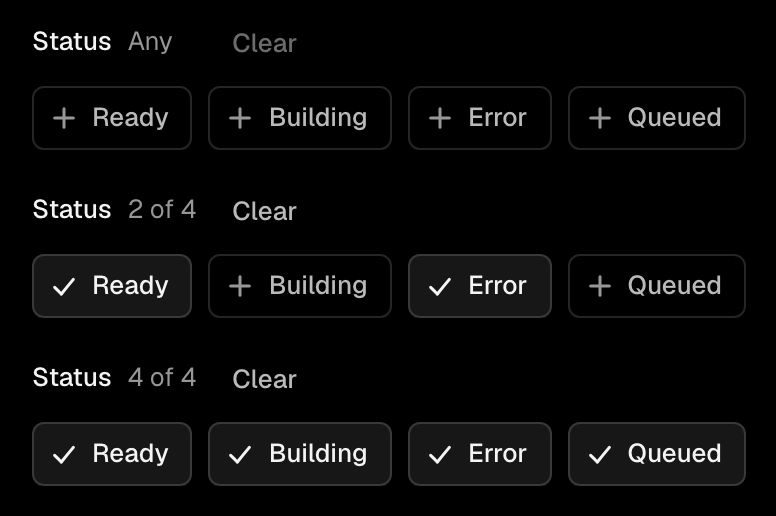 Status Any Clear
Ready Building Error Queued
Status 2 of 4 Clear
Ready Building Error Queued
Status 4 of 4 Clear
Ready Building Error Queued